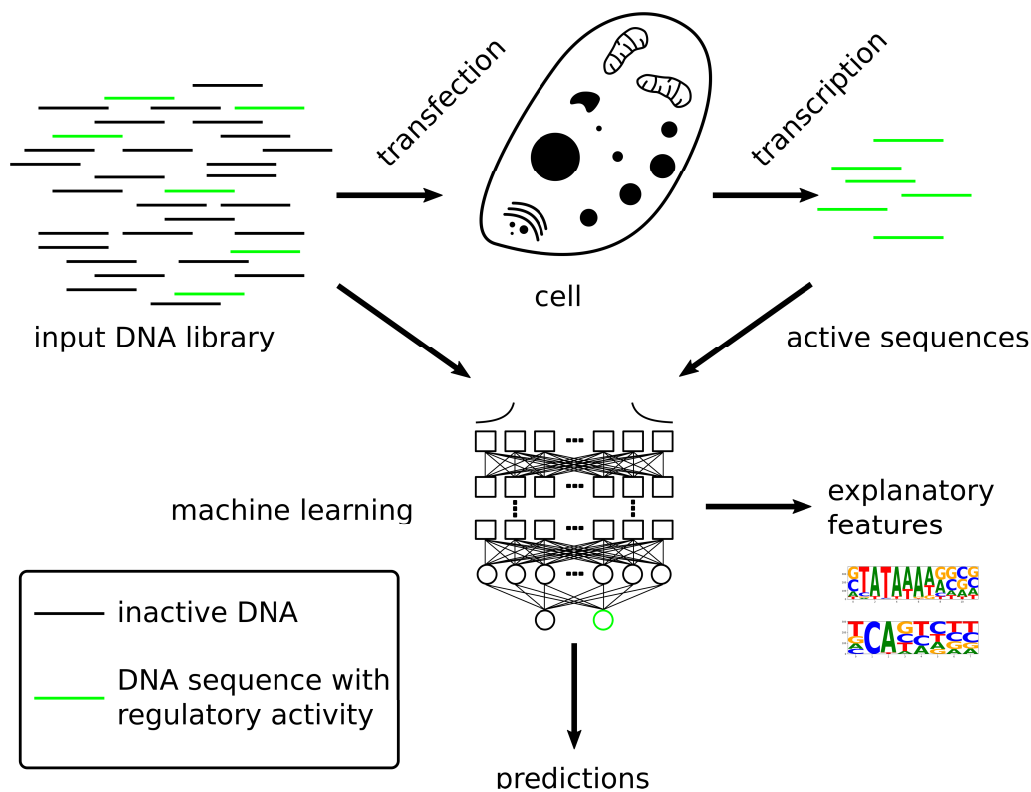 transfection
transcription
cell
input DNA library
active sequences
machine learning
explanatory
features
inactive DNA
DNA sequence with
regulatory activity
predictions